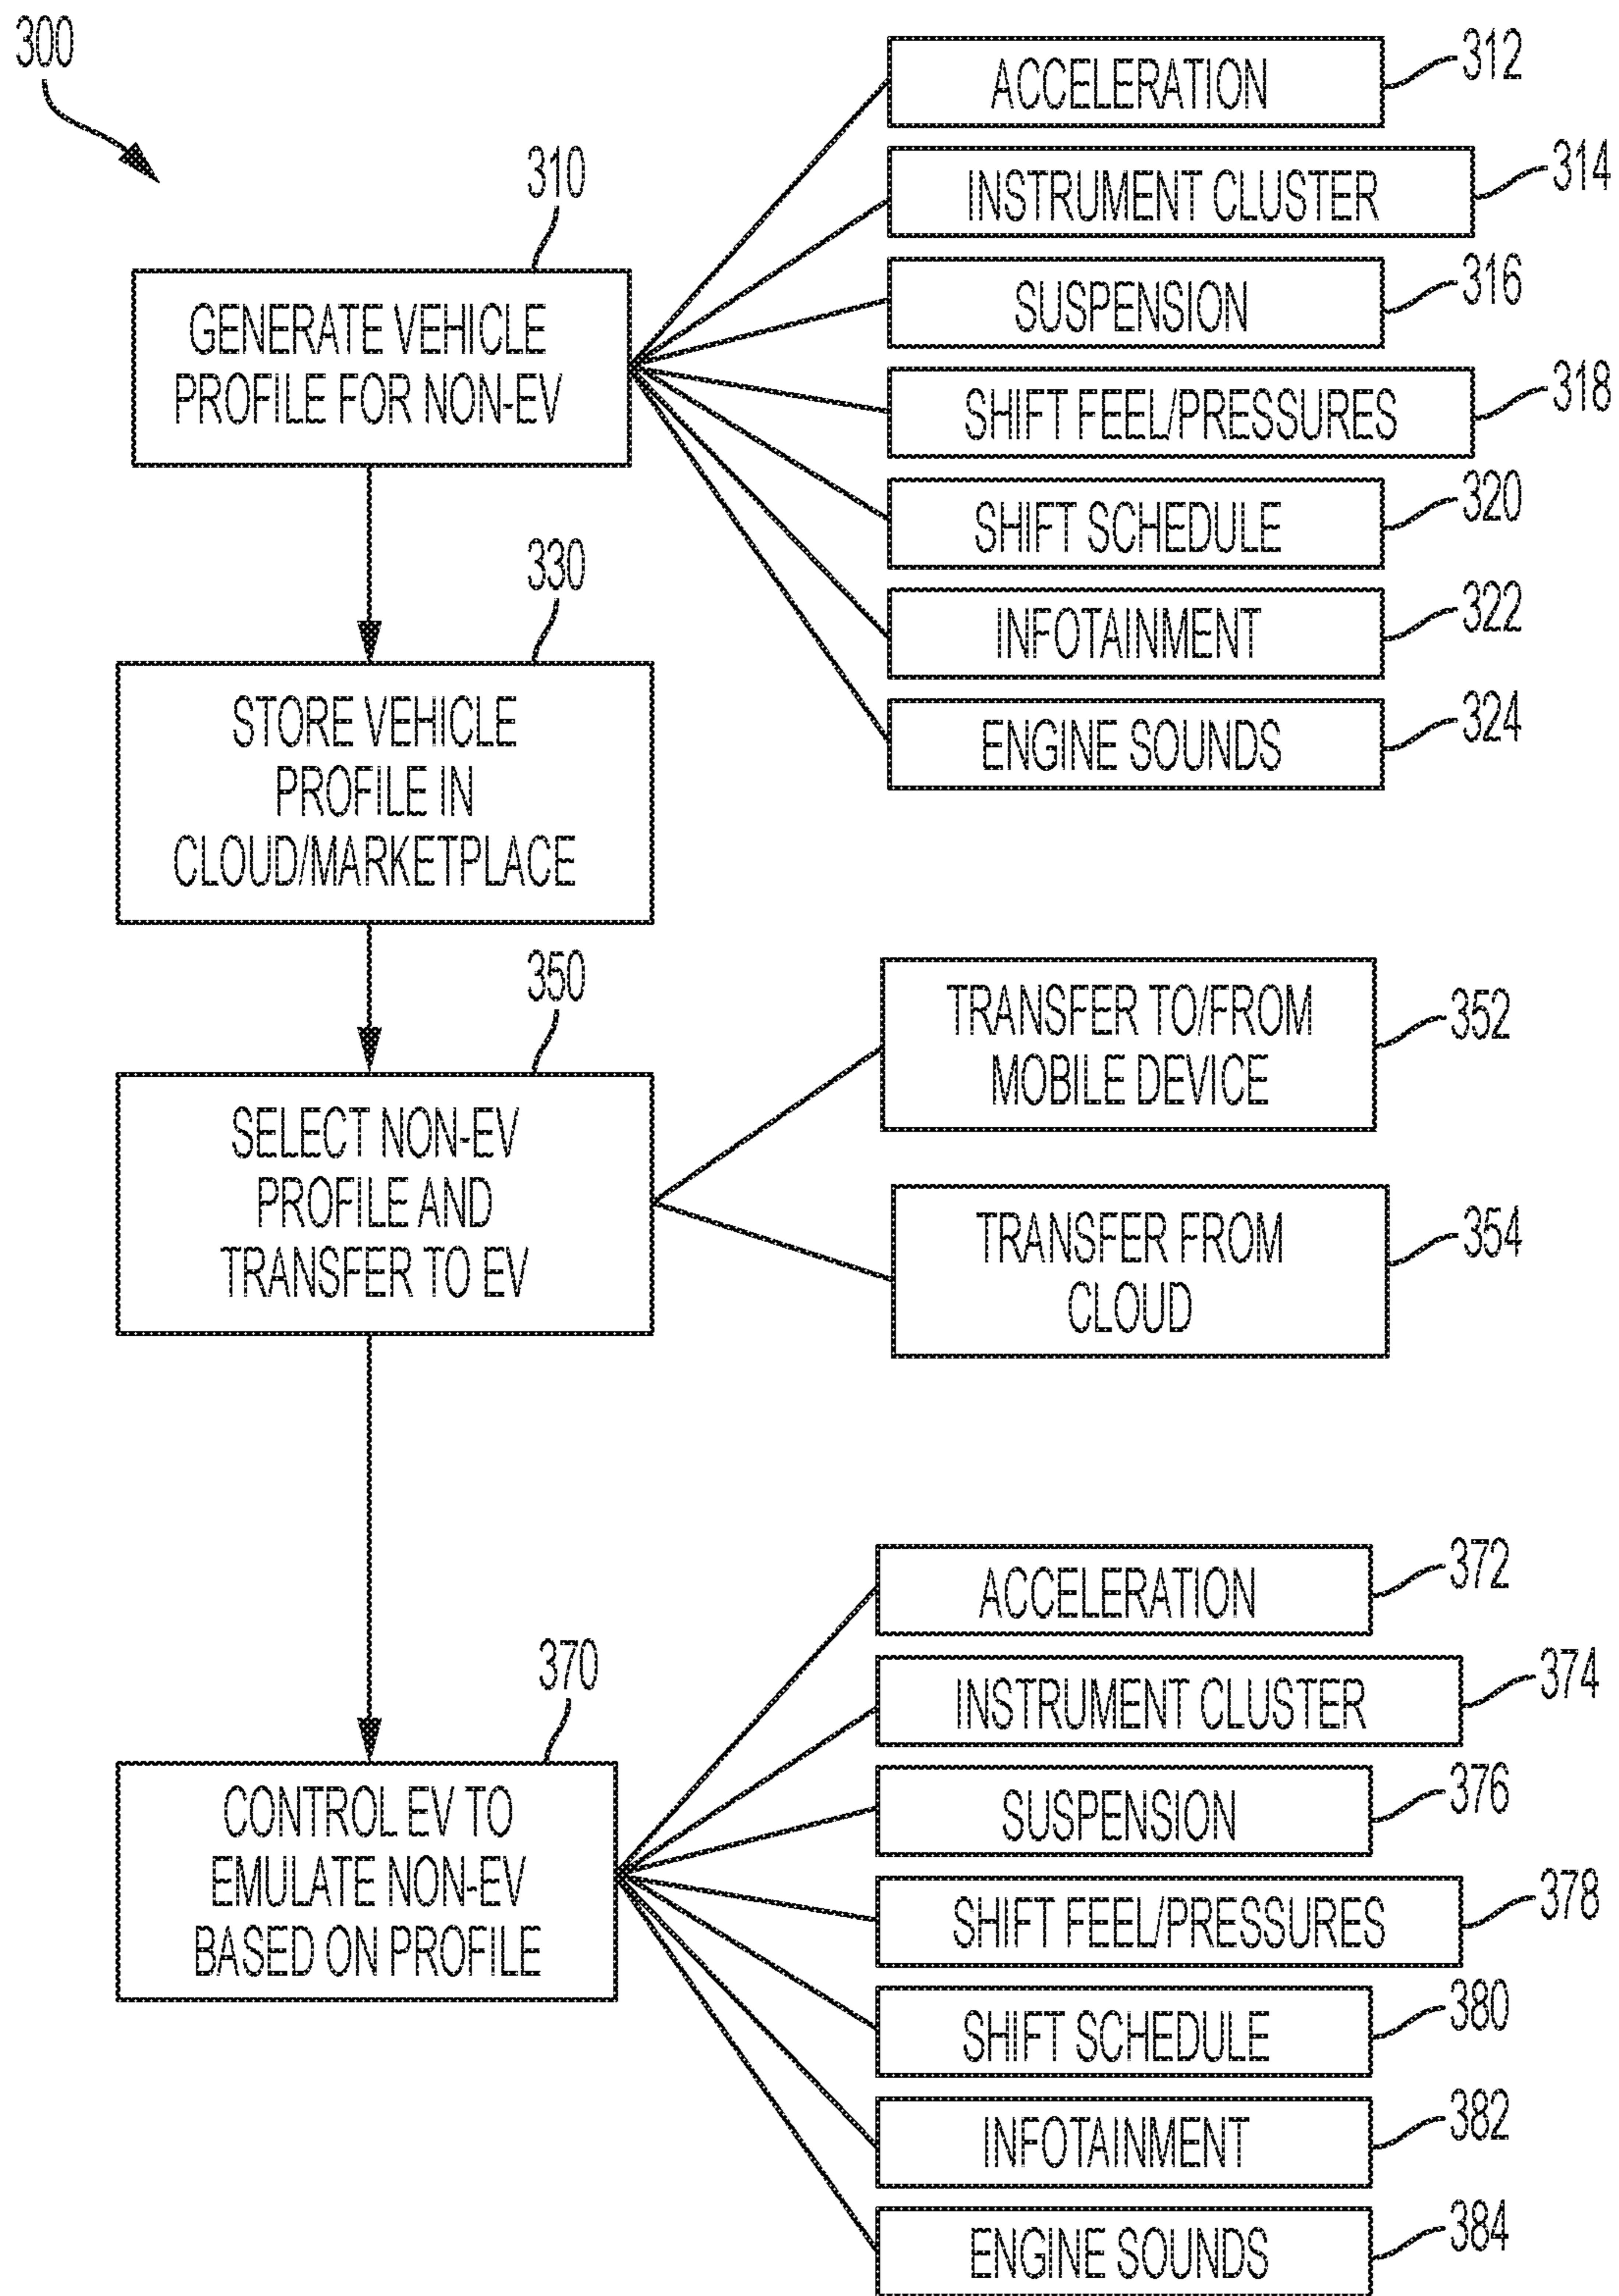 300
310
GENERATE VEHICLE
PROFILE FOR NON-EV
ACCELERATION
312
INSTRUMENT CLUSTER
314
SUSPENSION
316
SHIFT FEEL/PRESSURES
318
SHIFT SCHEDULE
320
INFOTAINMENT
322
ENGINE SOUNDS
324
330
STORE VEHICLE
PROFILE IN
CLOUD/MARKETPLACE
350
SELECT NON-EV
PROFILE AND
TRANSFER TO EV
TRANSFER TO/FROM
MOBILE DEVICE
352
TRANSFER FROM
CLOUD
354
370
CONTROL EV TO
EMULATE NON-EV
BASED ON PROFILE
ACCELERATION
372
INSTRUMENT CLUSTER
374
SUSPENSION
376
SHIFT FEEL/PRESSURES
378
SHIFT SCHEDULE
380
INFOTAINMENT
382
ENGINE SOUNDS
384